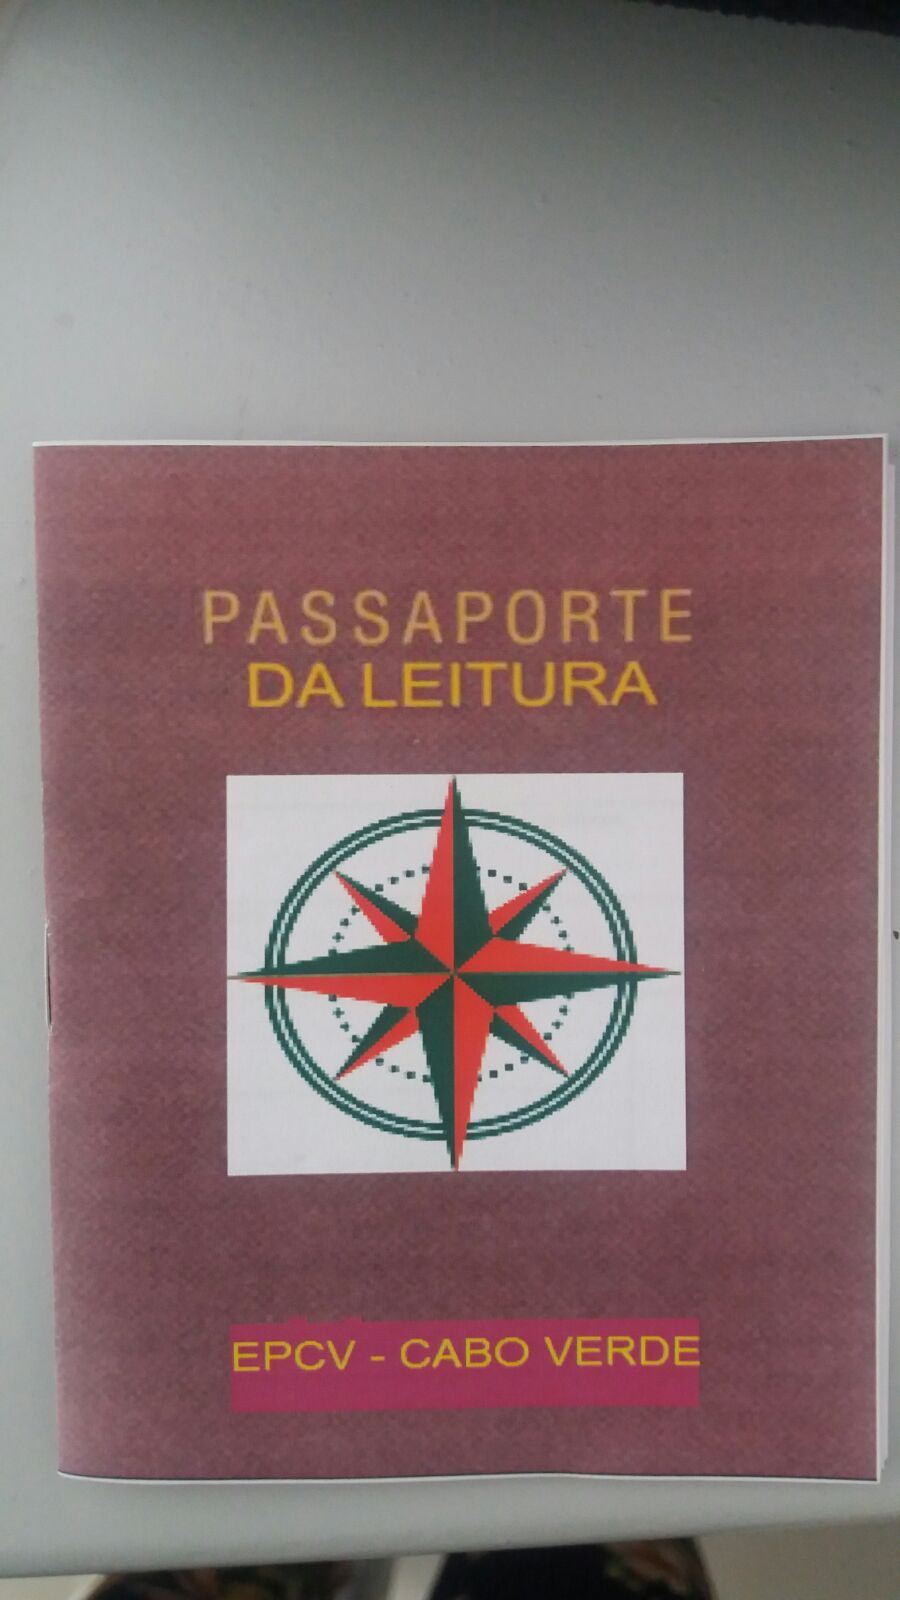 PASSAPORTE
DA LEITURA
EPCV - CABO VERDE